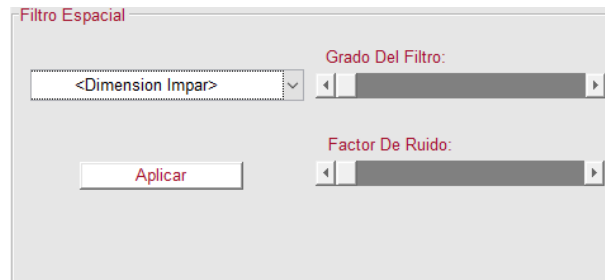 Filtro Espacial
Grado Del Filtro:
<Dimension Impar>
Factor De Ruido:
Aplicar